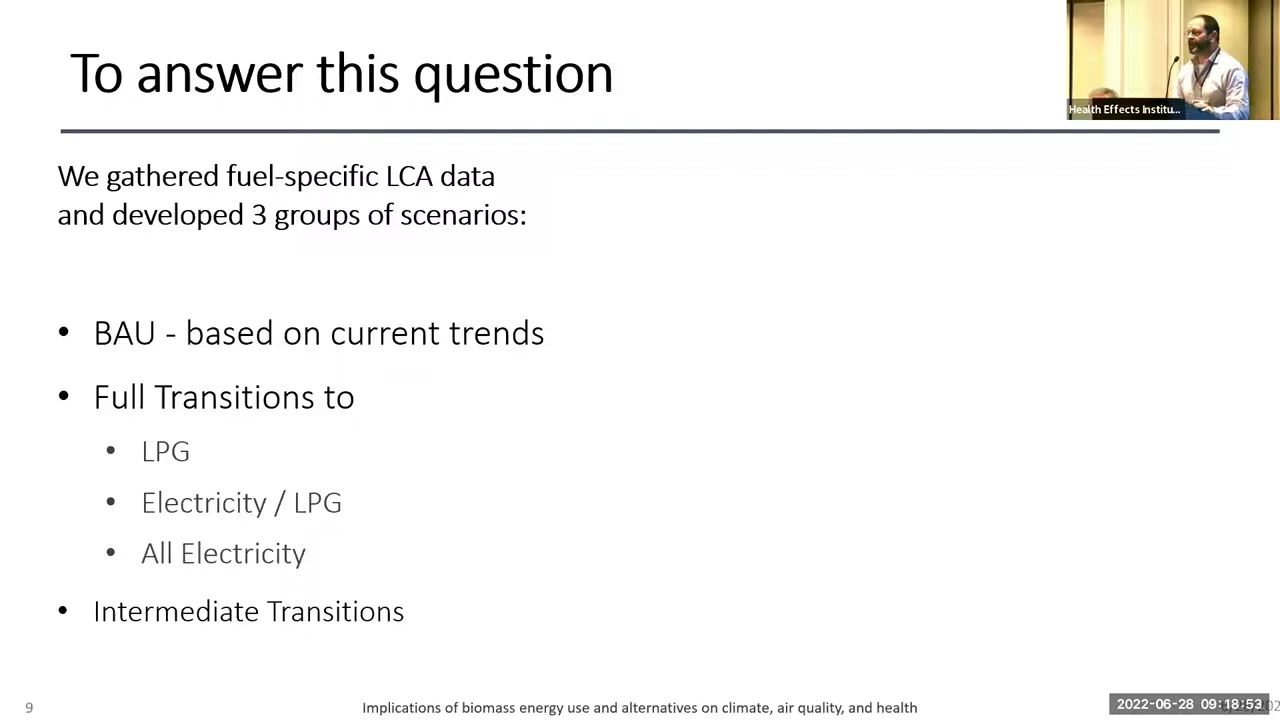 To answer this question
Health Effects Institu...
We gathered fuel-specific LCA data
and developed 3 groups of scenarios:
• BAU - based on current trends
• Full Transitions to
• LPG
• Electricity / LPG
• All Electricity
• Intermediate Transitions
9
Implications of biomass energy use and alternatives on climate, air quality, and health
2022-06-28 09:18:53